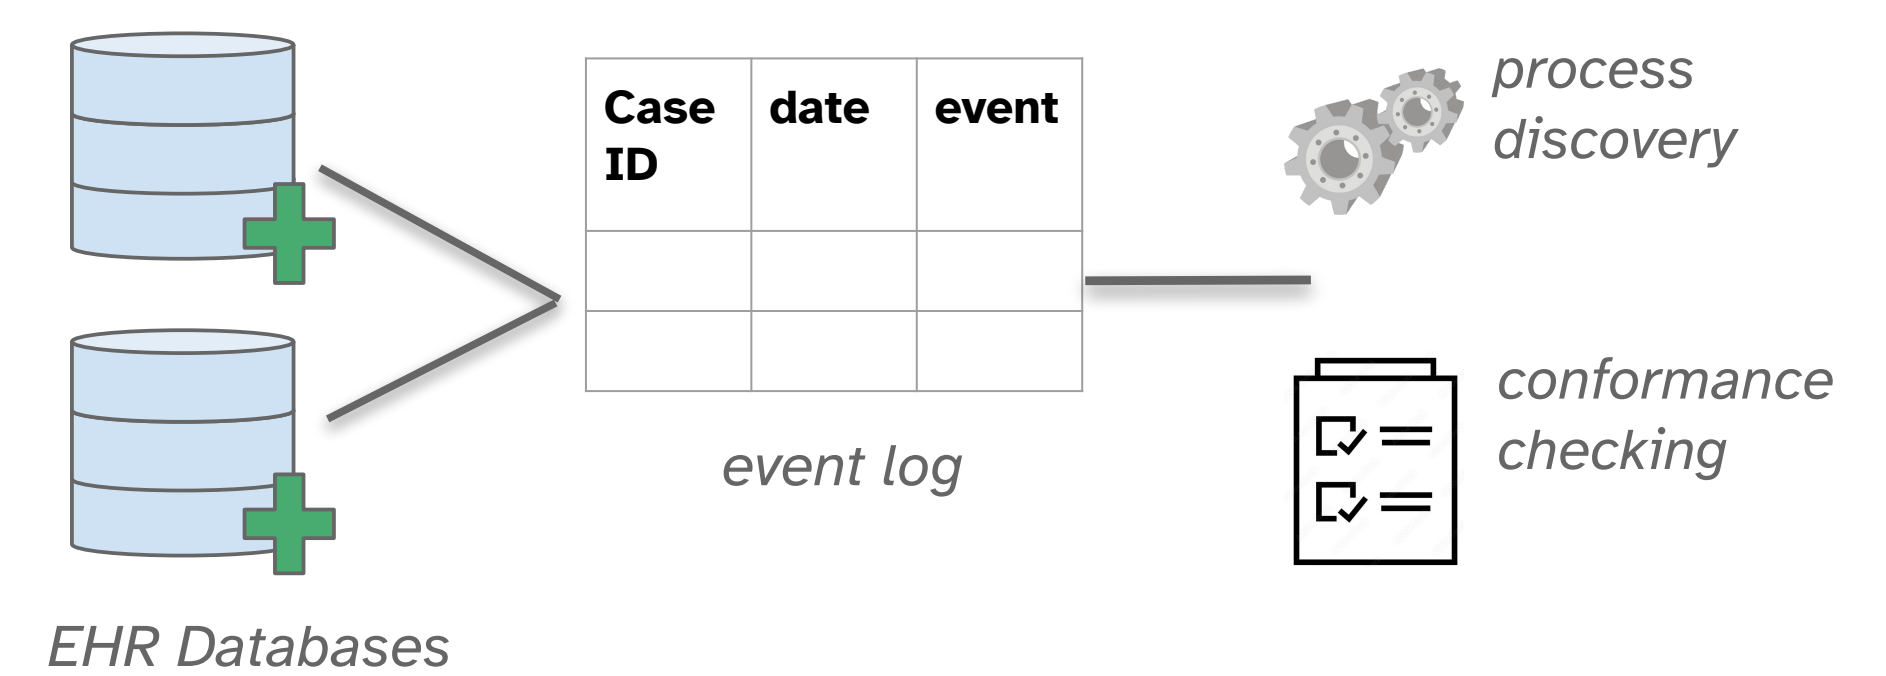 Case
ID
date
event
event log
EHR Databases
process
discovery
conformance
checking